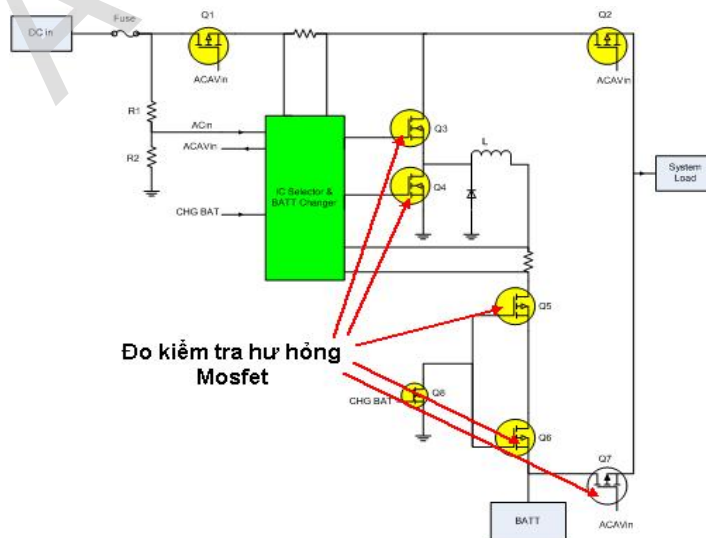 Q1
Q2
DC in
Fuse
ACAVin
ACAVin
R1
ACin
Q3
R2
ACAVin
L
Q4
System
Load
IC Selector &
BATT Changer
CHG BAT
Q5
Đo kiểm tra hư hỏng
Mosfet
Q8
CHG BAT
Q6
Q7
BATT
ACAVin